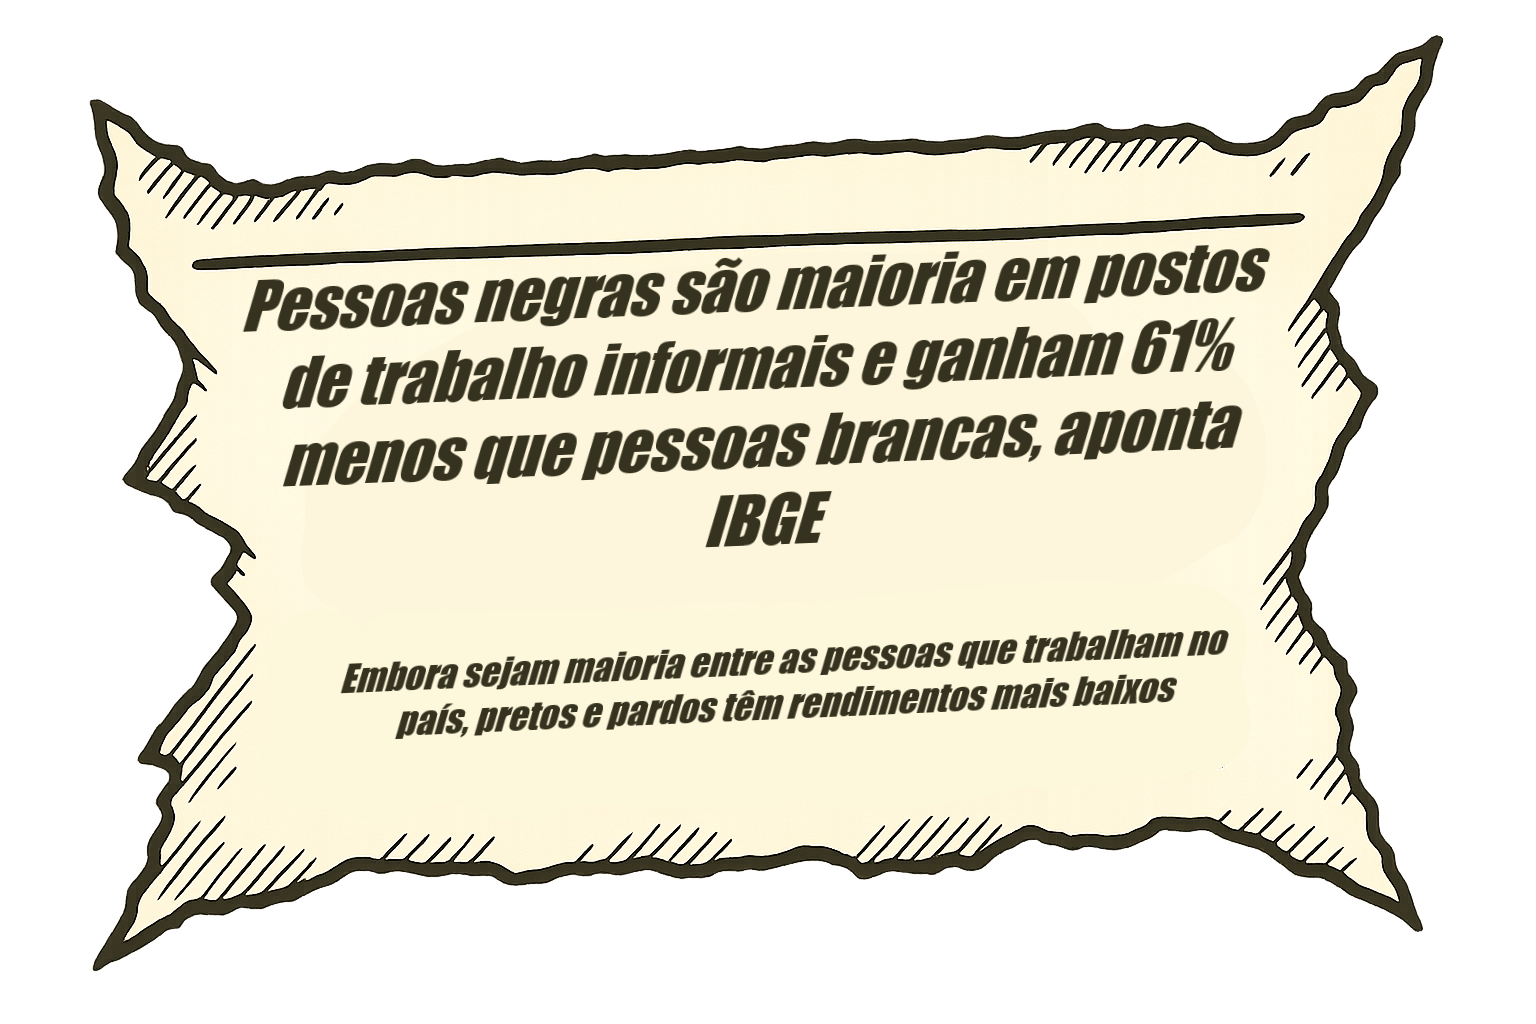 Pessoas negras são maioria em postos
de trabalho informais e ganham 61%
menos que pessoas brancas, aponta
IBGE
Embora sejam maioria entre as pessoas que trabalham no
país, pretos e pardos têm rendimentos mais baixos